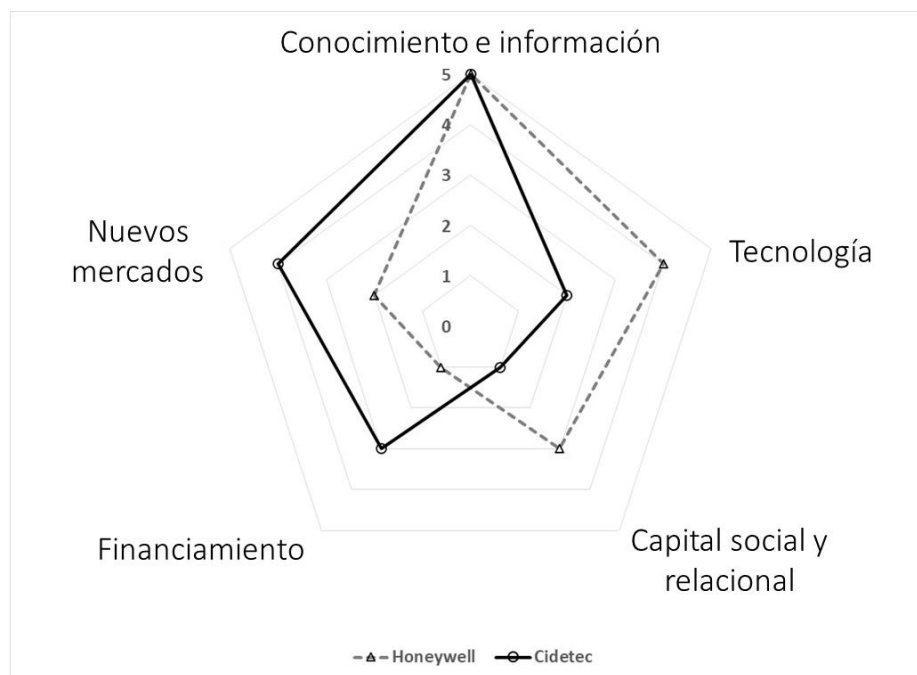 Conocimiento e información
5
4
3
2
1
0
Nuevos
mercados
Tecnología
Financiamiento
Capital social y
relacional
Honeywell
Cidetec